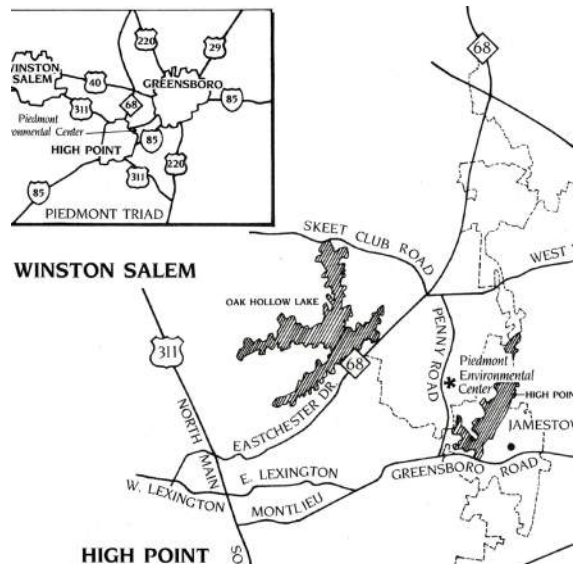 220
29
68
WINSTON
SALEM
40
GREENSBORO
311
68
85
Piedmont
Environmental
Center
85
HIGH POINT
220
311
85
PIEDMONT TRIAD
SKEET CLUB ROAD
WEST
WINSTON SALEM
OAK HOLLOW LAKE
PENNY ROAD
311
68
Piedmont
Environmental
Center
HIGH POIN
EASTCHESTER DR
JAMESTOW
NORTH MAIN
E. LEXINGTON
GREENSBORO ROAD
W. LEXINGTON
MONTLIEU
HIGH POINT
SO